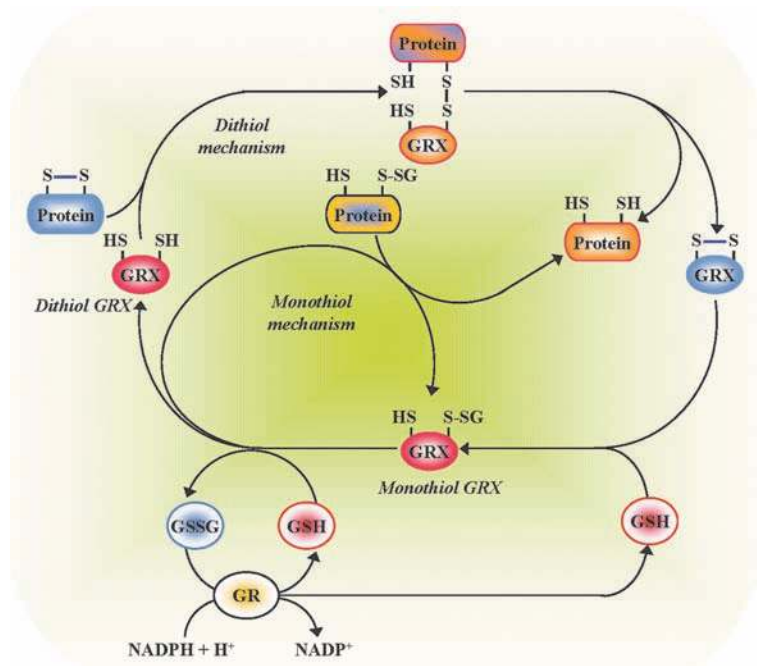 Protein
SH S
S
HS
GRX
Dithiol
mechanism
S S
Protein
HS SH
GRX
Dithiol GRX
HS S-SG
Protein
HS SH
Protein
S S
GRX
Monothiol
mechanism
HS S-SG
GRX
Monothiol GRX
GSSG
GSH
GSH
GR
NADPH + H⁺
NADP⁺